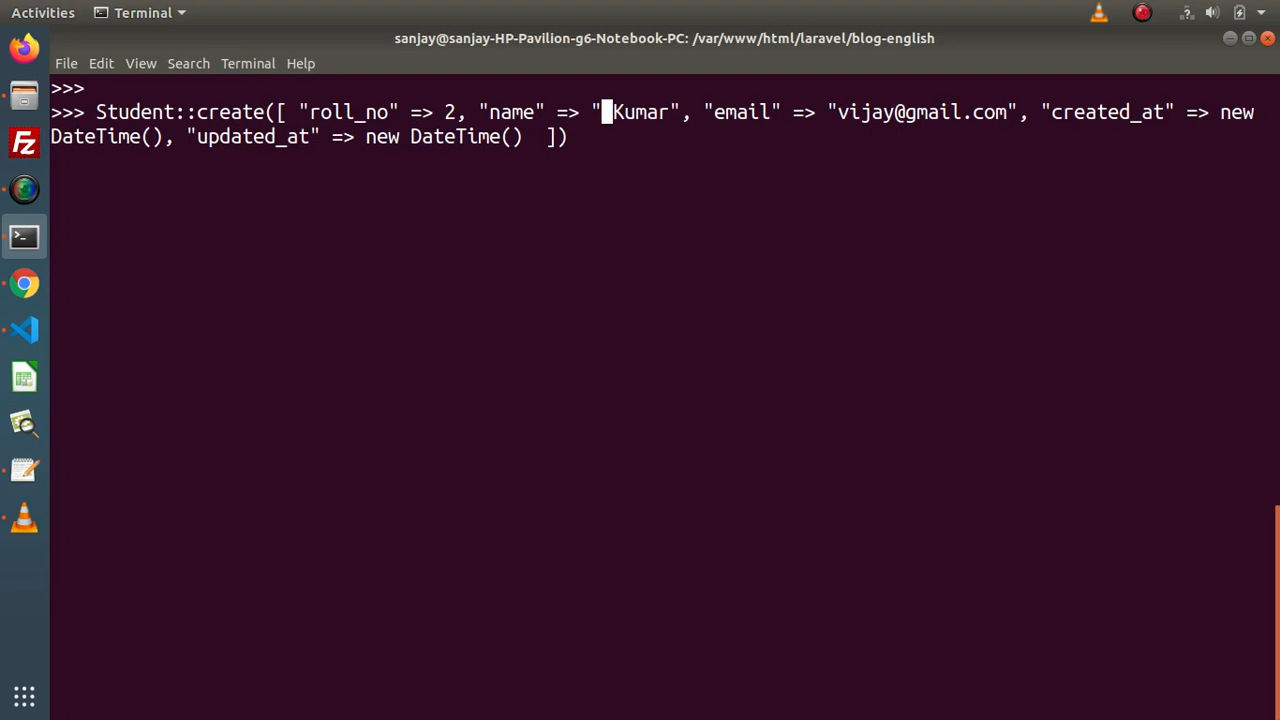 Activities Terminal
sanjay@sanjay-HP-Pavilion-g6-Notebook-PC: /var/www/html/laravel/blog-english
File Edit View Search Terminal Help
>>>
>>> Student::create([ "roll_no" => 2, "name" => " Kumar", "email" => "vijay@gmail.com", "created_at" => new
DateTime(), "updated_at" => new DateTime()  ])